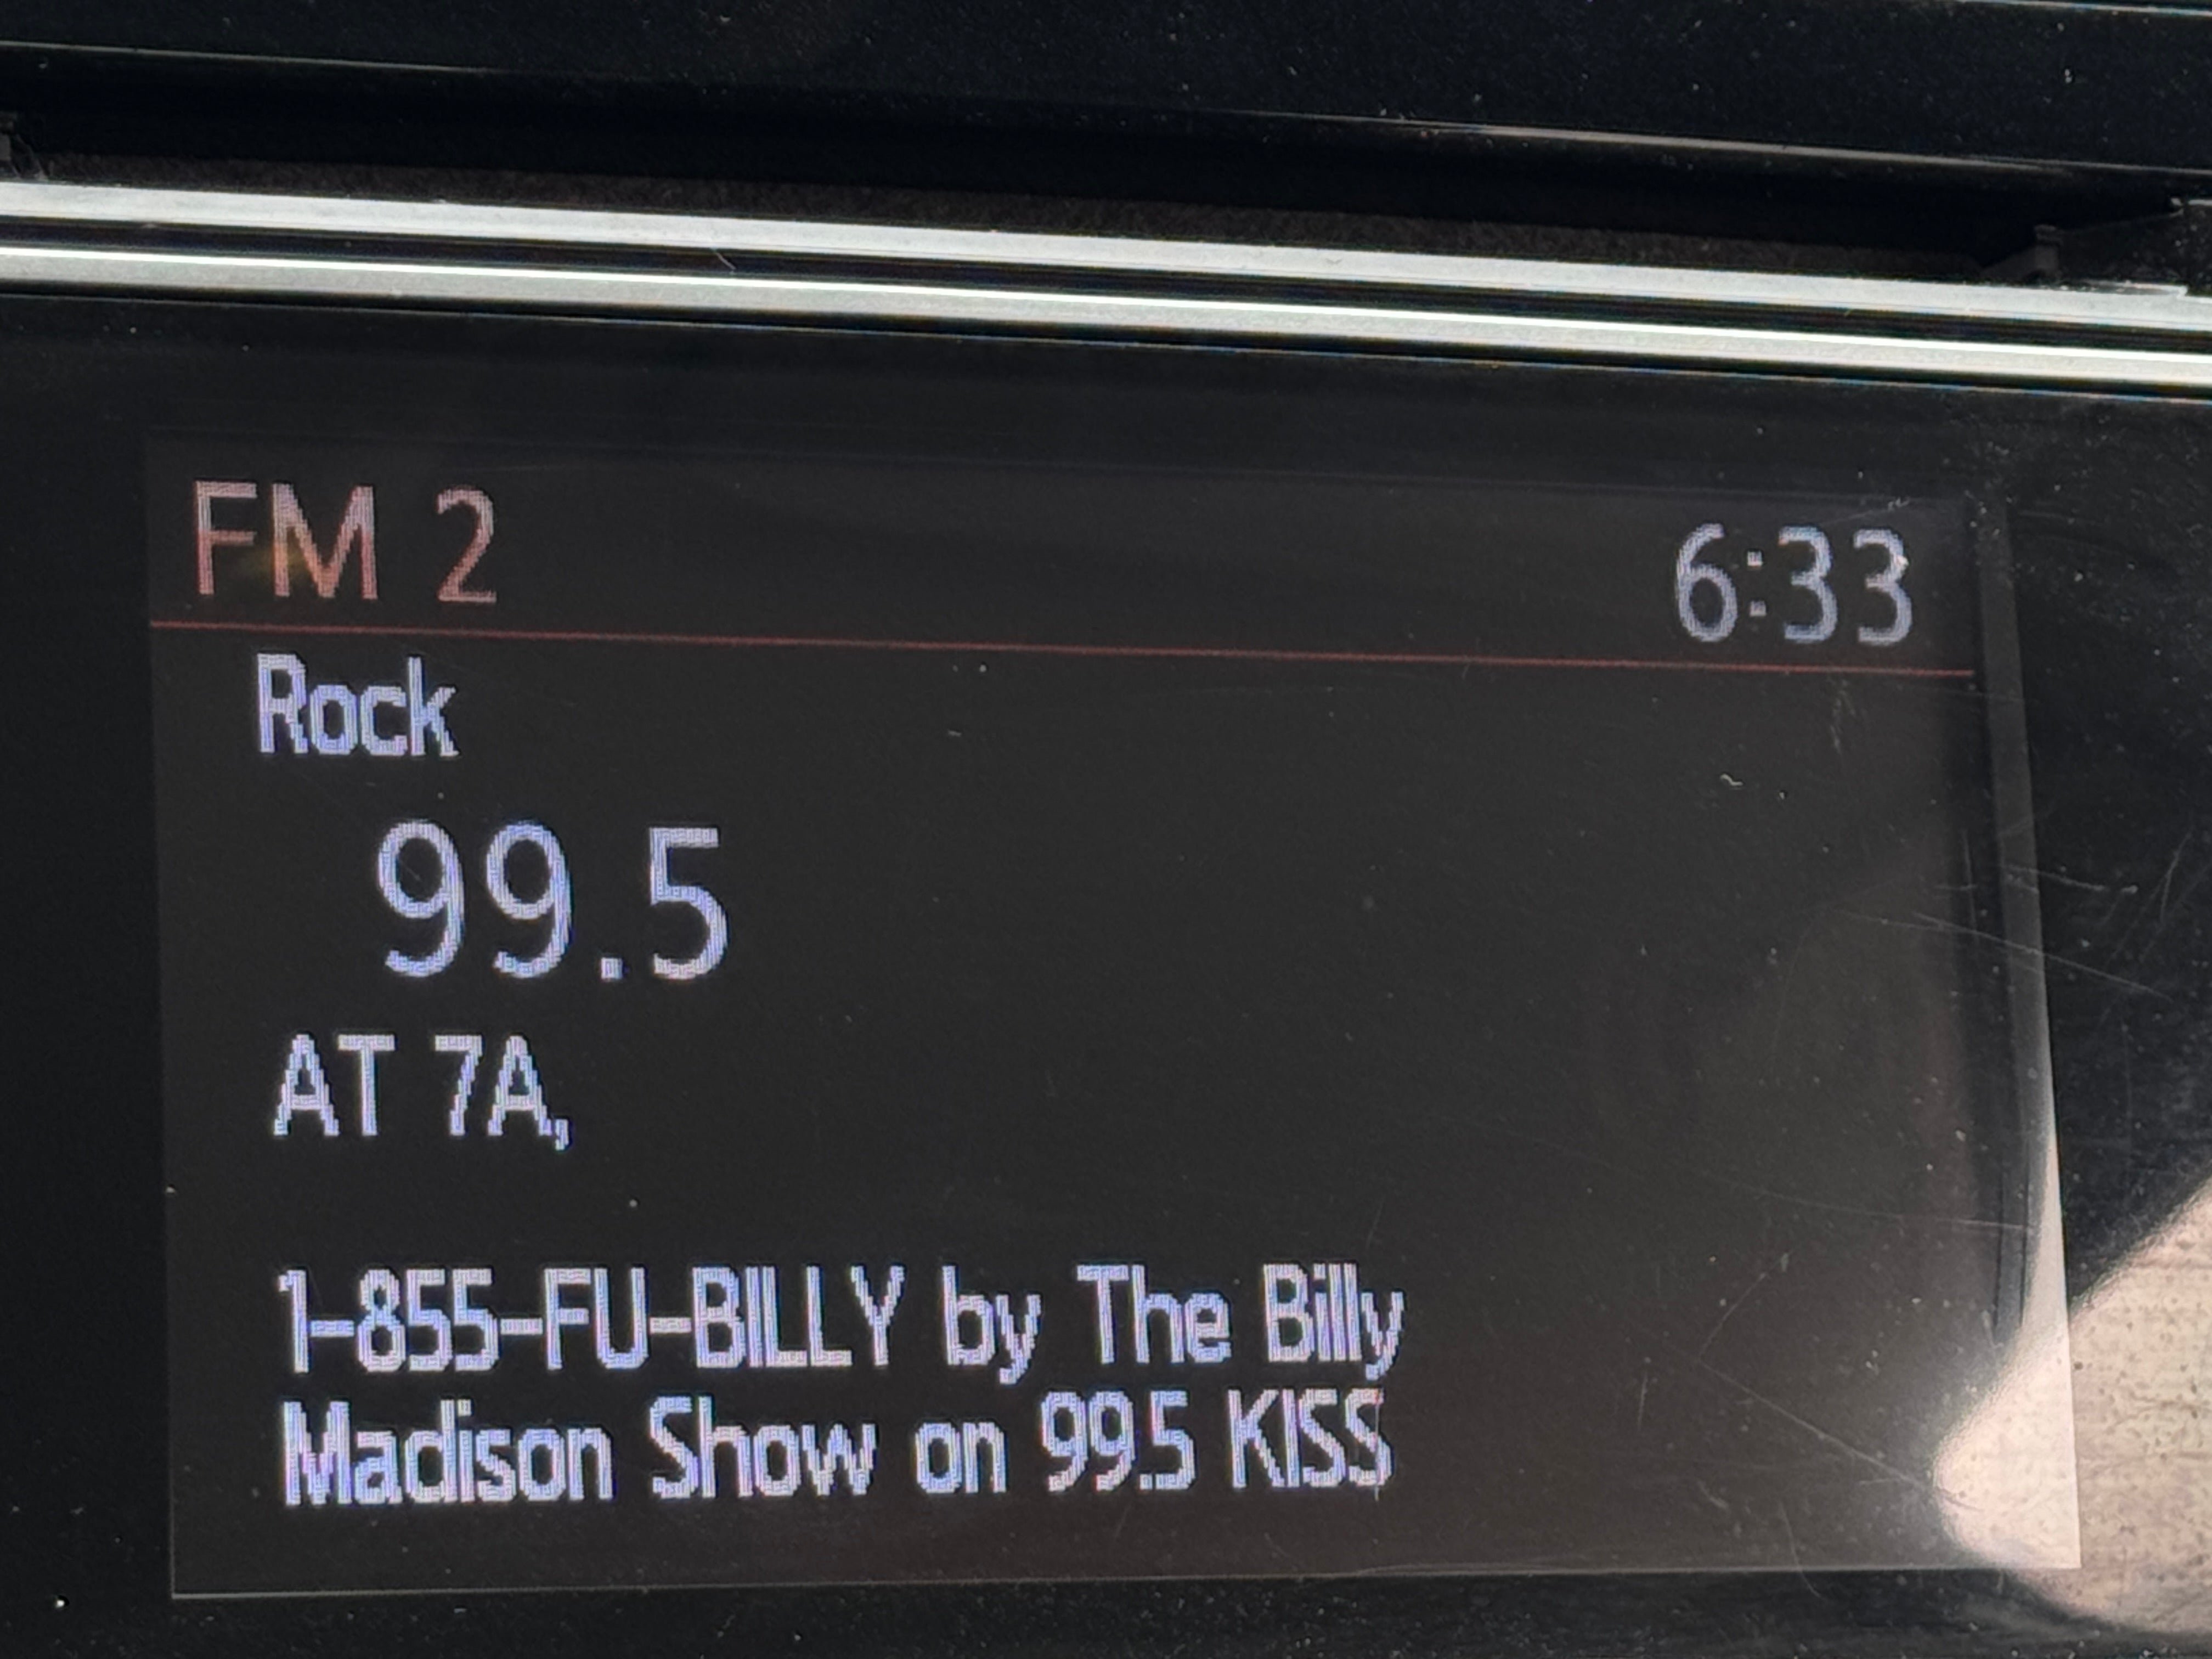 FM 2
6:33
Rock
99.5
AT 7A,
1-855-FU-BILLY by The Billy
Madison Show on 99.5 KISS